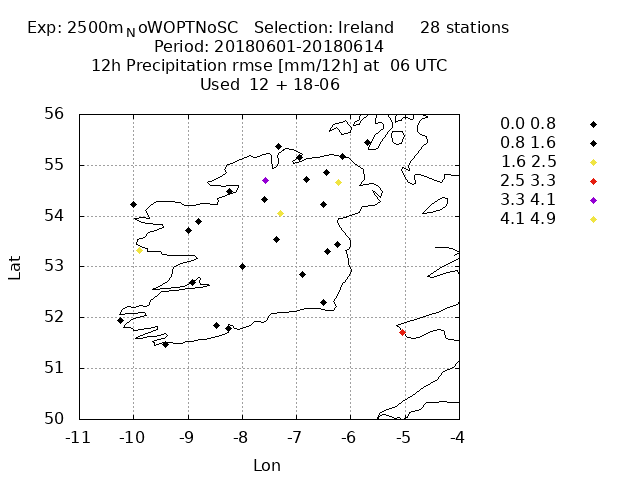 Exp: 2500m_NoWOPTNoSC   Selection: Ireland     28 stations
Period: 20180601-20180614
12h Precipitation rmse [mm/12h] at  06 UTC
Used  12 + 18-06
0.0 0.8
0.8 1.6
1.6 2.5
2.5 3.3
3.3 4.1
4.1 4.9
56
55
54
53
52
51
50
Lat
-11 -10 -9 -8 -7 -6 -5 -4
Lon